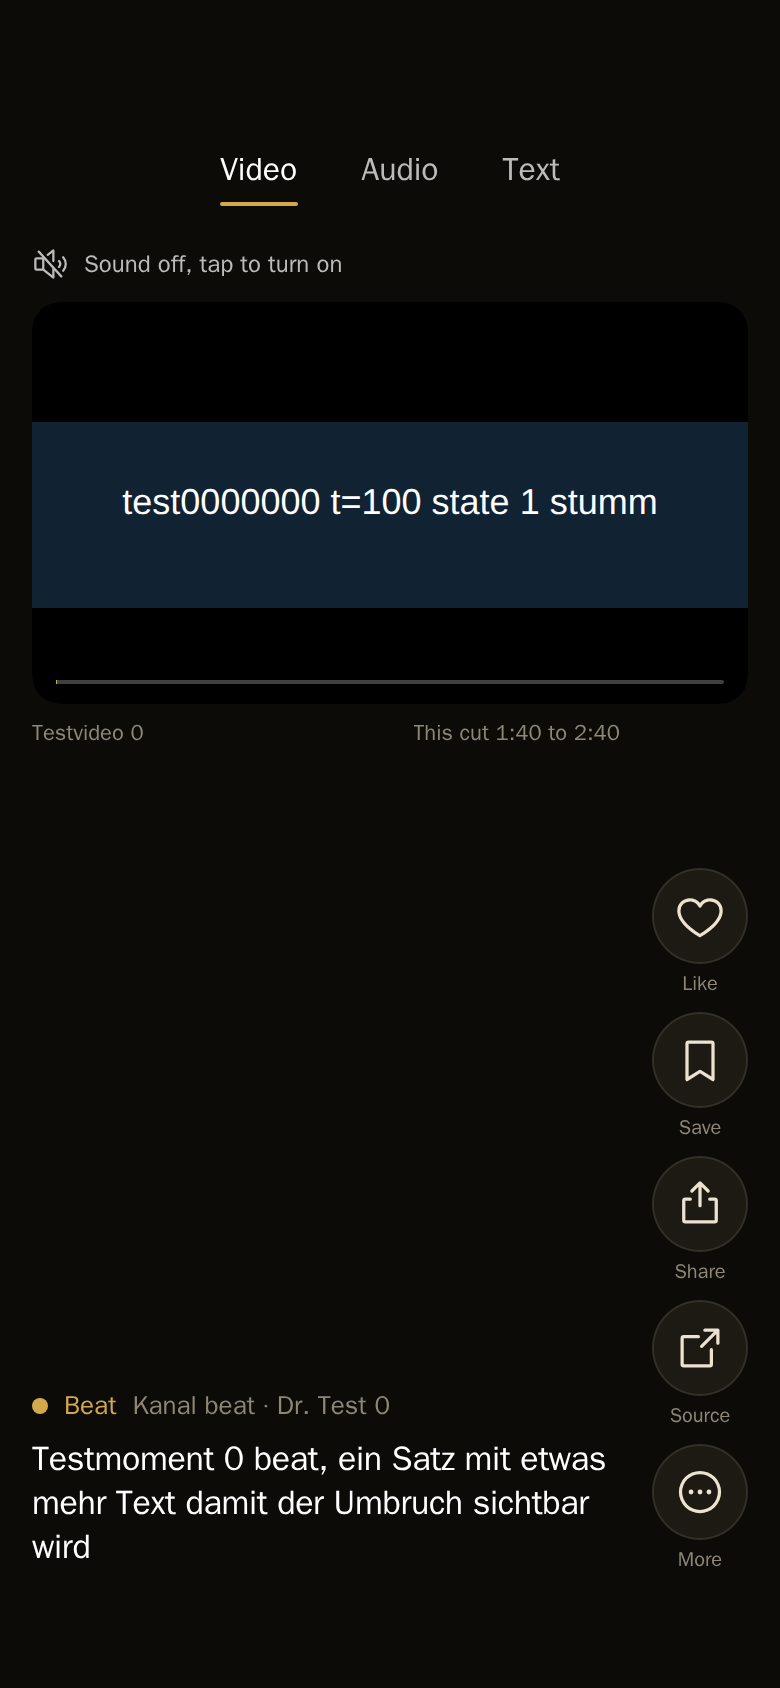 Video Audio Text
Sound off, tap to turn on
test0000000 t=100 state 1 stumm
Testvideo 0 This cut 1:40 to 2:40
Like
Save
Share
Source
Beat Kanal beat · Dr. Test 0
Testmoment 0 beat, ein Satz mit etwas
mehr Text damit der Umbruch sichtbar
wird
More